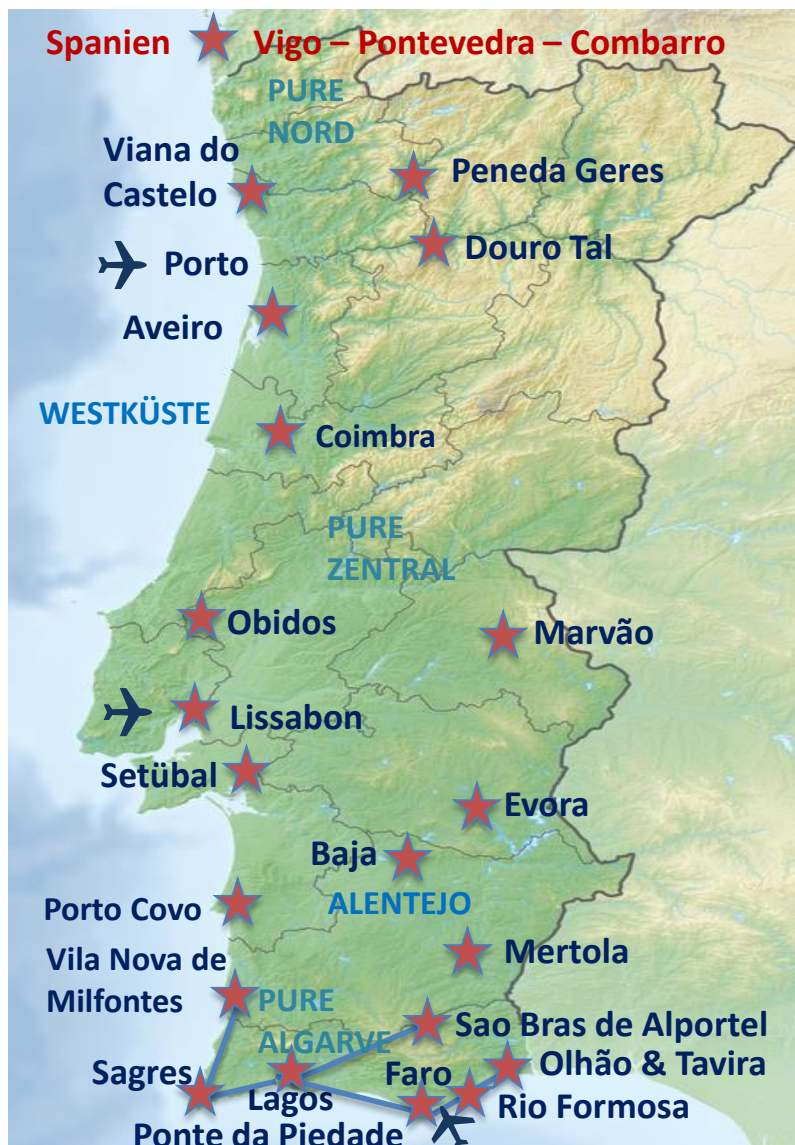 Spanien
Vigo – Pontevedra – Combarro
PURE
NORD
Viana do
Castelo
Peneda Geres
Douro Tal
Porto
Aveiro
WESTKÜSTE
Coimbra
PURE
ZENTRAL
Obidos
Marvão
Lissabon
Setübal
Evora
Baja
ALENTEJO
Porto Covo
Mertola
Vila Nova de
Milfontes
PURE
ALGARVE
Sao Bras de Alportel
Olhão & Tavira
Sagres
Faro
Lagos
Rio Formosa
Ponte da Piedade